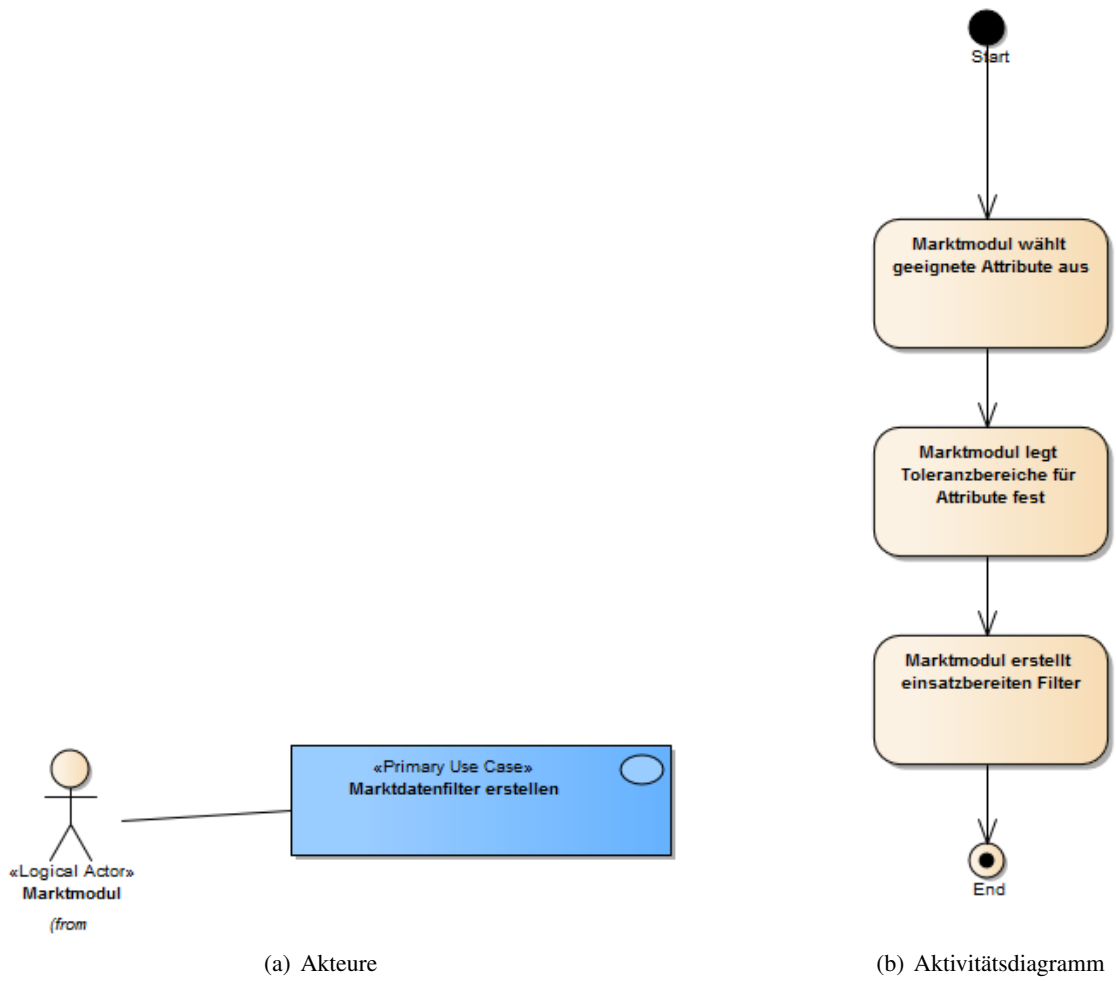 Start
Marktmodul wählt
geeignete Attribute aus
Marktmodul legt
Toleranzbereiche für
Attribute fest
Marktmodul erstellt
einsatzbereiten Filter
«Primary Use Case»
Marktdatenfilter erstellen
«Logical Actor»
Marktmodul
(from
End
(a) Akteure
(b) Aktivitätsdiagramm